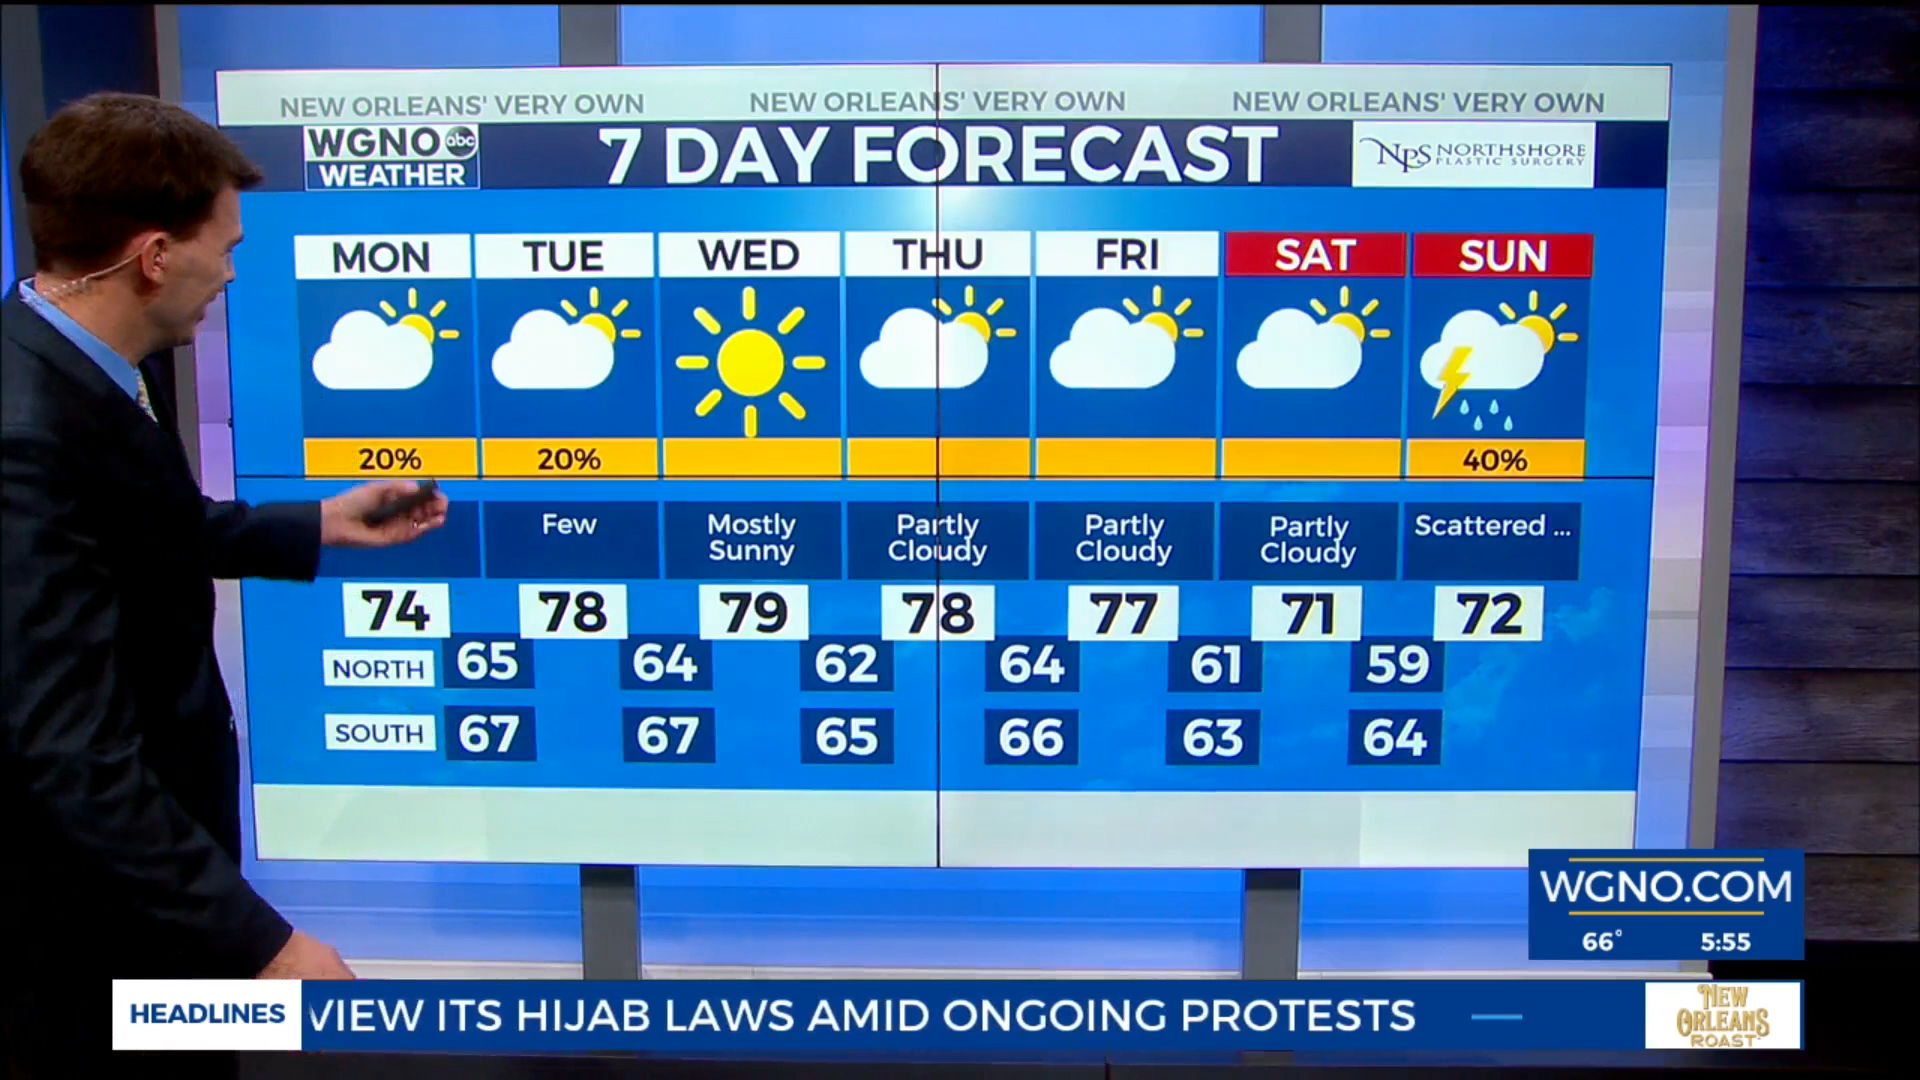 NEW ORLEANS' VERY OWN NEW ORLEANS' VERY OWN NEW ORLEANS' VERY OWN
WGNO abc
WEATHER
7 DAY FORECAST
NPS NORTHSHORE
PLASTIC SURGERY
MON TUE WED THU FRI SAT SUN
20% 20% 40%
Few
Mostly
Sunny
Partly
Cloudy
Partly
Cloudy
Partly
Cloudy
Scattered ...
74 78 79 78 77 71 72
NORTH 65 64 62 64 61 59
SOUTH 67 67 65 66 63 64
WGNO.COM
66° 5:55
HEADLINES VIEW ITS HIJAB LAWS AMID ONGOING PROTESTS
NEW
ORLEANS
ROAST